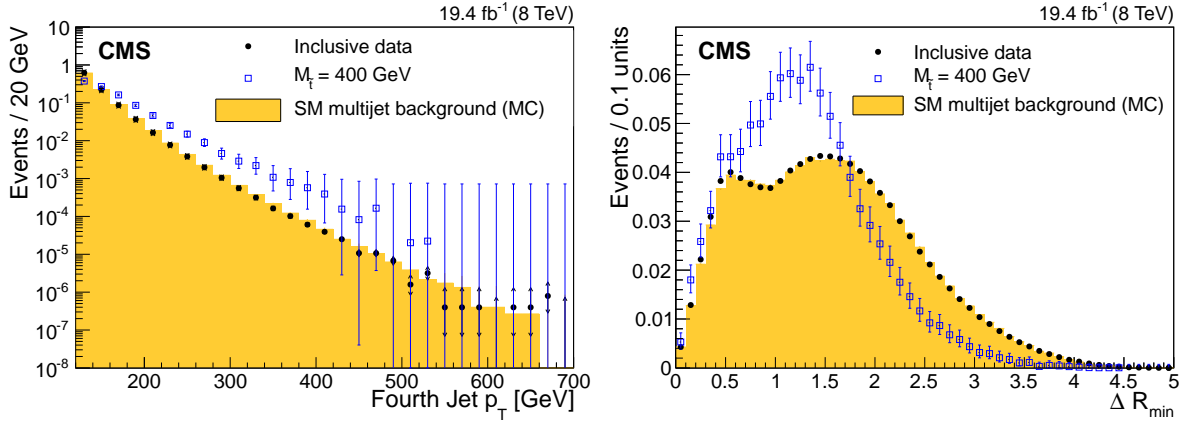 19.4 fb⁻¹ (8 TeV)
CMS
Inclusive data
M_t̃ = 400 GeV
SM multijet background (MC)
Events / 20 GeV
10
1
10⁻¹
10⁻²
10⁻³
10⁻⁴
10⁻⁵
10⁻⁶
10⁻⁷
10⁻⁸
200 300 400 500 600 700
Fourth Jet p_T [GeV]
19.4 fb⁻¹ (8 TeV)
CMS
Inclusive data
M_t̃ = 400 GeV
SM multijet background (MC)
Events / 0.1 units
0.06
0.05
0.04
0.03
0.02
0.01
0
0 0.5 1 1.5 2 2.5 3 3.5 4 4.5 5
Δ R_min